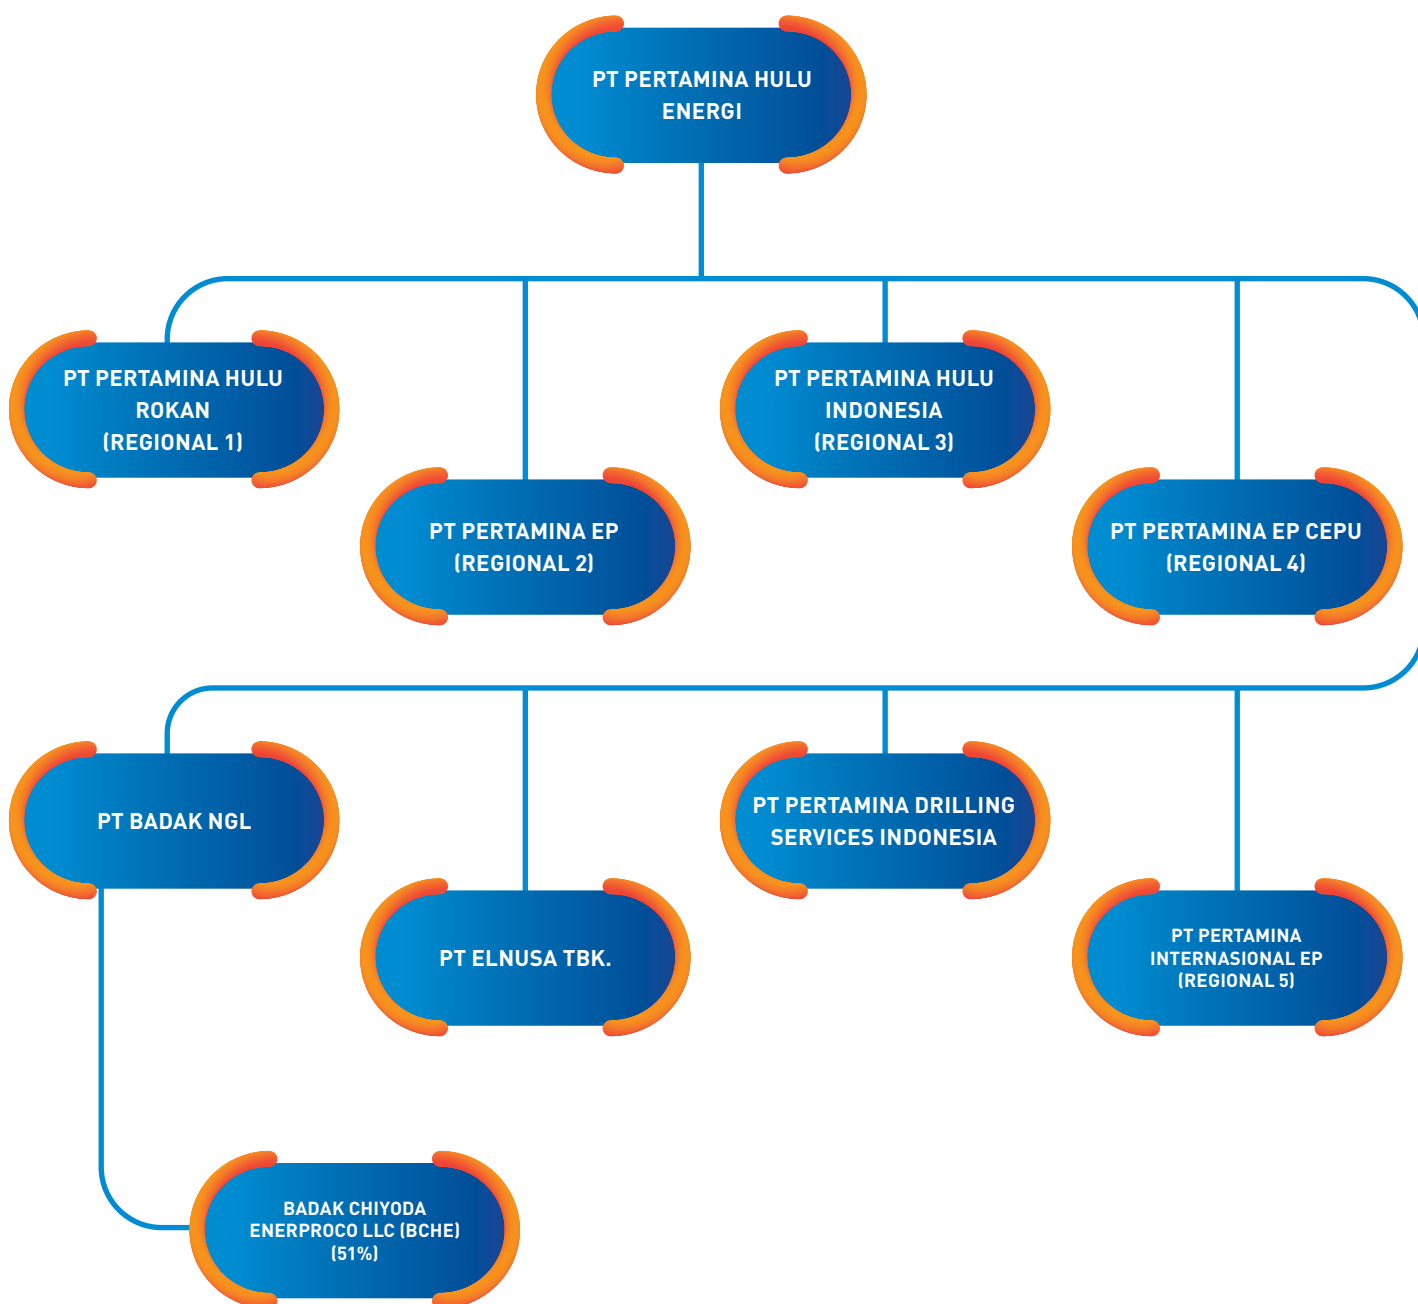 PT PERTAMINA HULU
ENERGI
PT PERTAMINA HULU
ROKAN
(REGIONAL 1)
PT PERTAMINA EP
(REGIONAL 2)
PT PERTAMINA HULU
INDONESIA
(REGIONAL 3)
PT PERTAMINA EP CEPU
(REGIONAL 4)
PT BADAK NGL
PT ELNUSA TBK.
PT PERTAMINA DRILLING
SERVICES INDONESIA
PT PERTAMINA
INTERNASIONAL EP
(REGIONAL 5)
BADAK CHIYODA
ENERPROCO LLC (BCHE)
(51%)